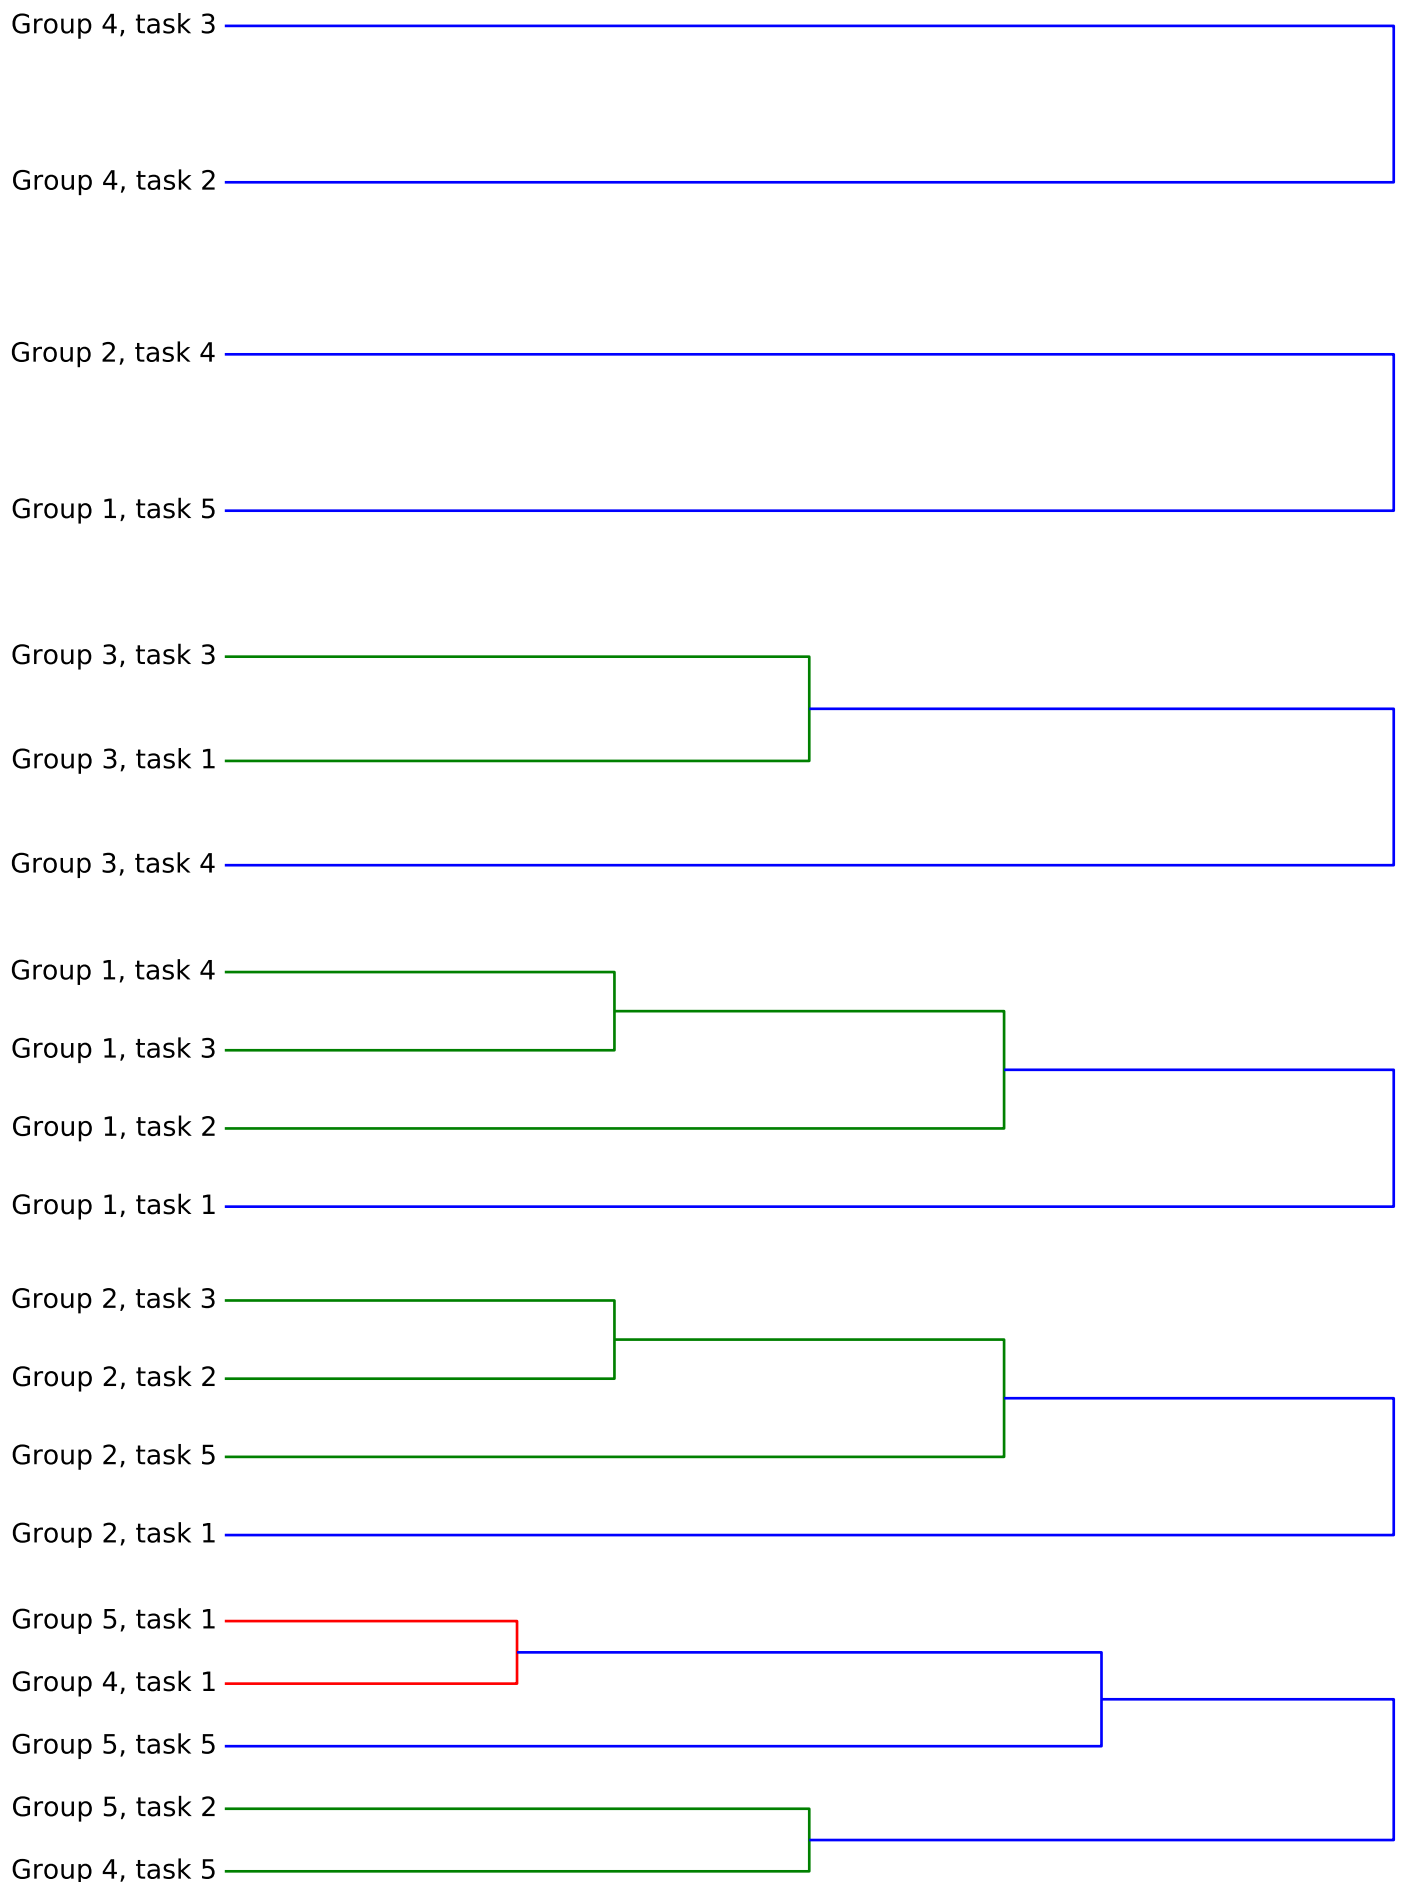 Group 4, task 3
Group 4, task 2
Group 2, task 4
Group 1, task 5
Group 3, task 3
Group 3, task 1
Group 3, task 4
Group 1, task 4
Group 1, task 3
Group 1, task 2
Group 1, task 1
Group 2, task 3
Group 2, task 2
Group 2, task 5
Group 2, task 1
Group 5, task 1
Group 4, task 1
Group 5, task 5
Group 5, task 2
Group 4, task 5